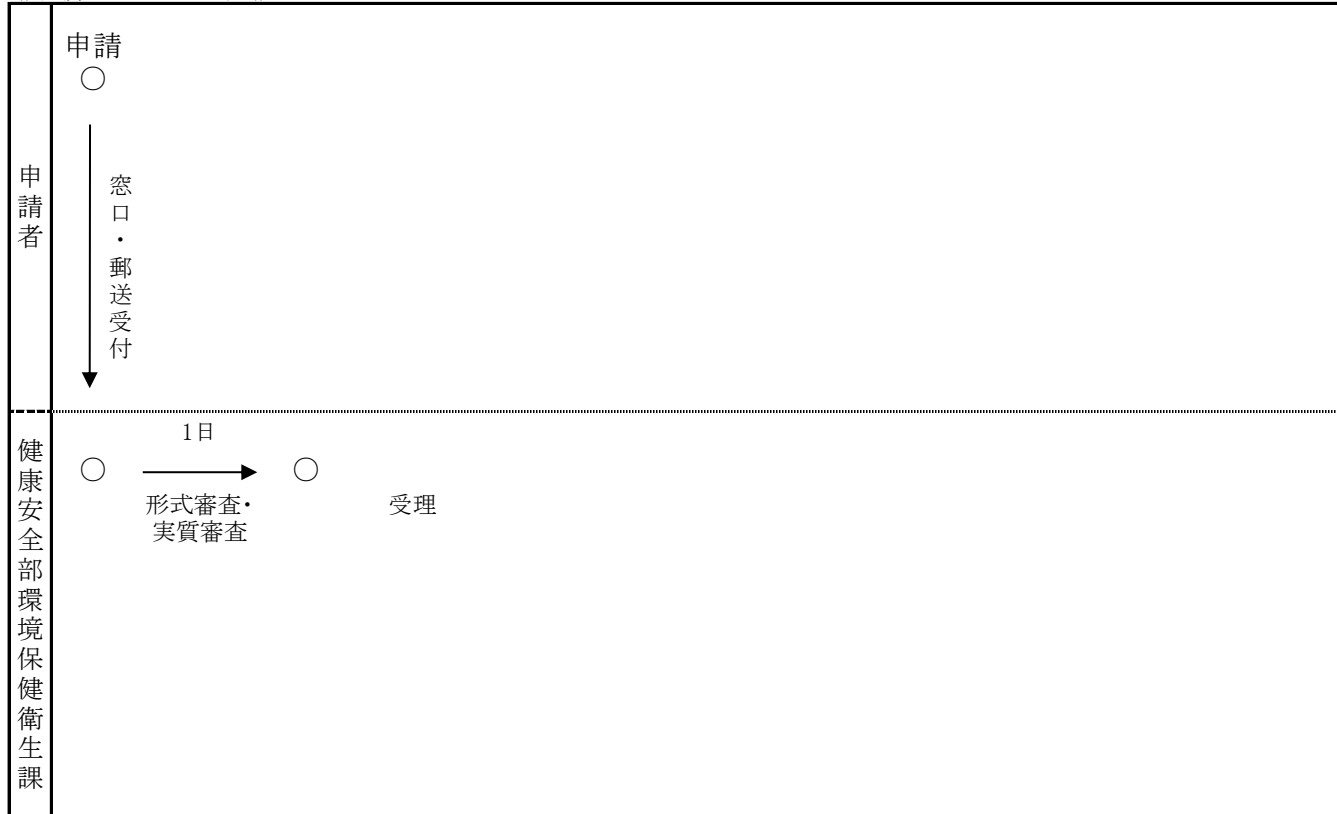 申請
申請者
窓口・郵送受付
1日
形式審査・
実質審査
受理
健康安全部環境保健衛生課